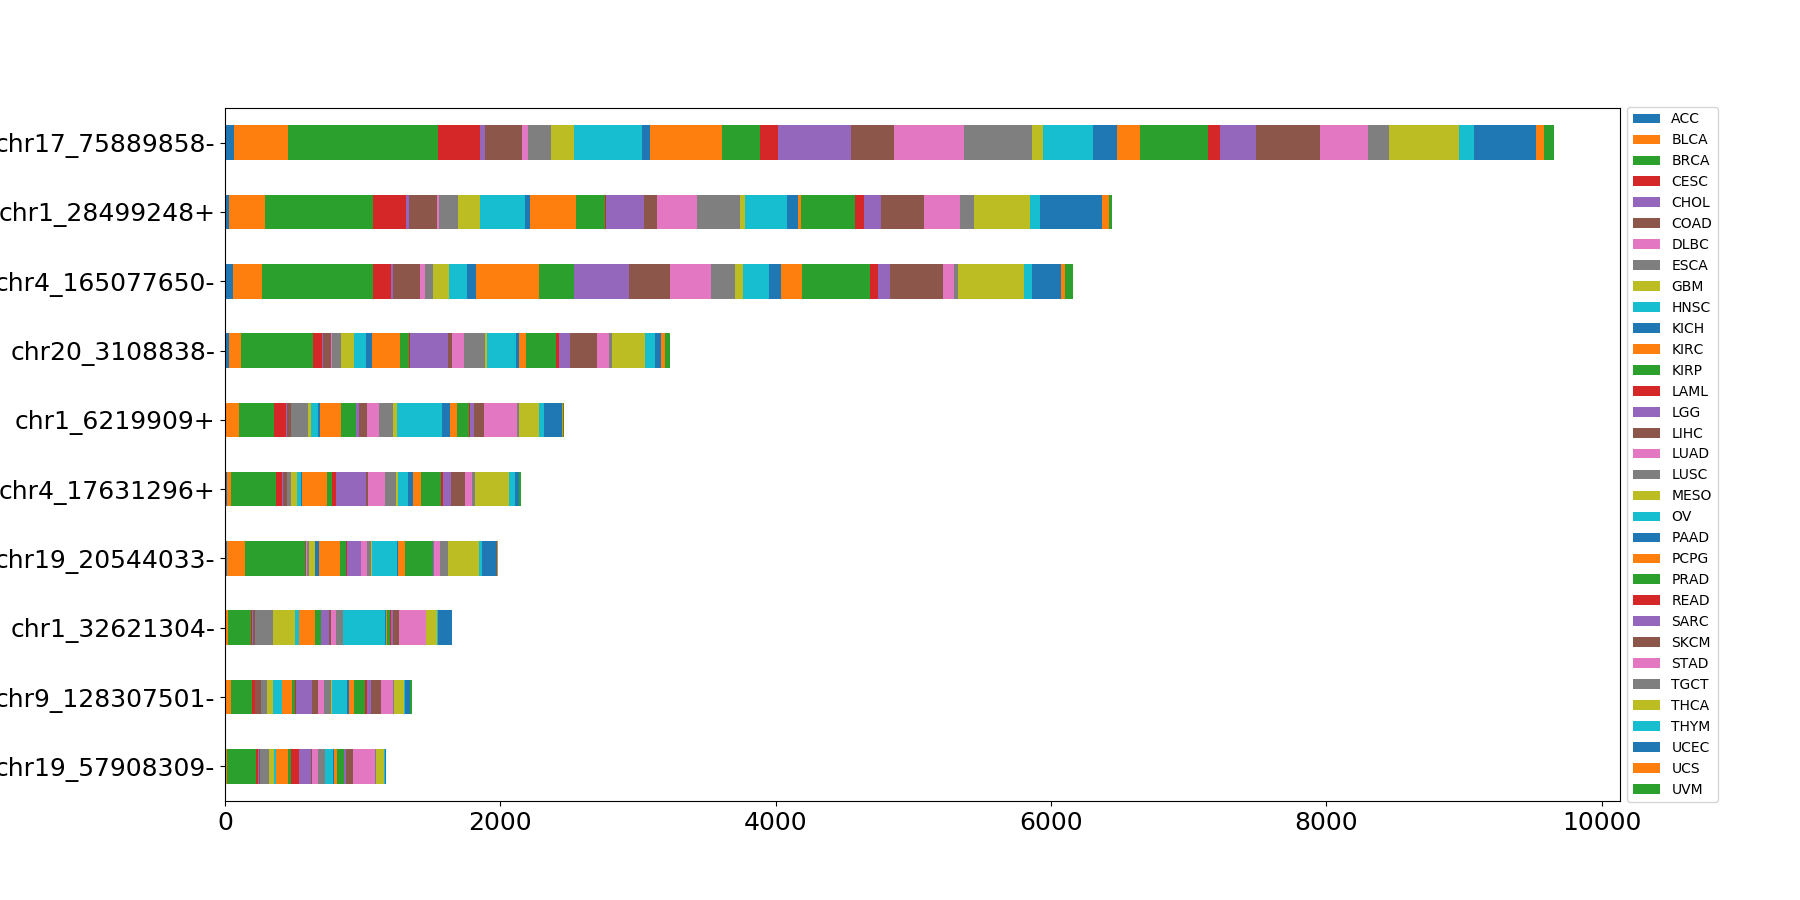 chr17_75889858-
chr1_28499248+
chr4_165077650-
chr20_3108838-
chr1_6219909+
chr4_17631296+
chr19_20544033-
chr1_32621304-
chr9_128307501-
chr19_57908309-
0 2000 4000 6000 8000 10000
ACC
BLCA
BRCA
CESC
CHOL
COAD
DLBC
ESCA
GBM
HNSC
KICH
KIRC
KIRP
LAML
LGG
LIHC
LUAD
LUSC
MESO
OV
PAAD
PCPG
PRAD
READ
SARC
SKCM
STAD
TGCT
THCA
THYM
UCEC
UCS
UVM